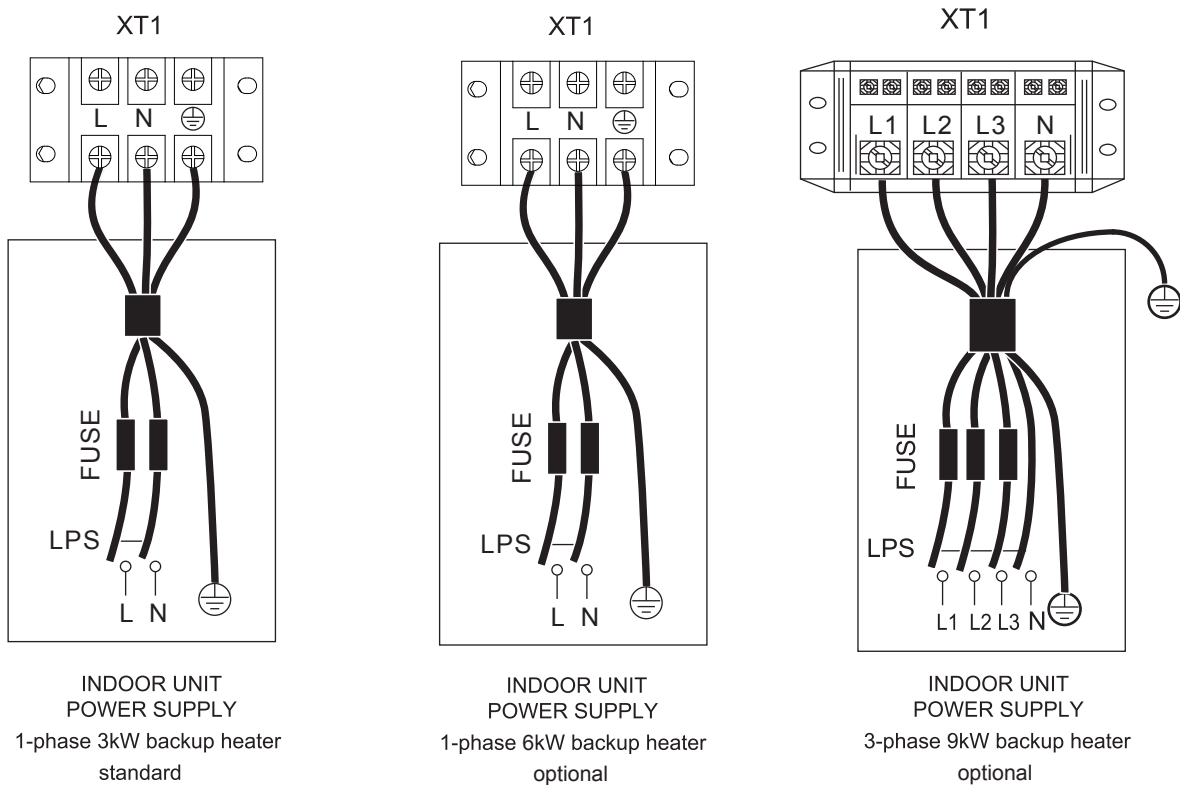 XT1
L N
FUSE
LPS
L N
INDOOR UNIT
POWER SUPPLY
1-phase 3kW backup heater
standard
XT1
L N
FUSE
LPS
L N
INDOOR UNIT
POWER SUPPLY
1-phase 6kW backup heater
optional
XT1
L1 L2 L3 N
FUSE
LPS
L1 L2 L3 N
INDOOR UNIT
POWER SUPPLY
3-phase 9kW backup heater
optional